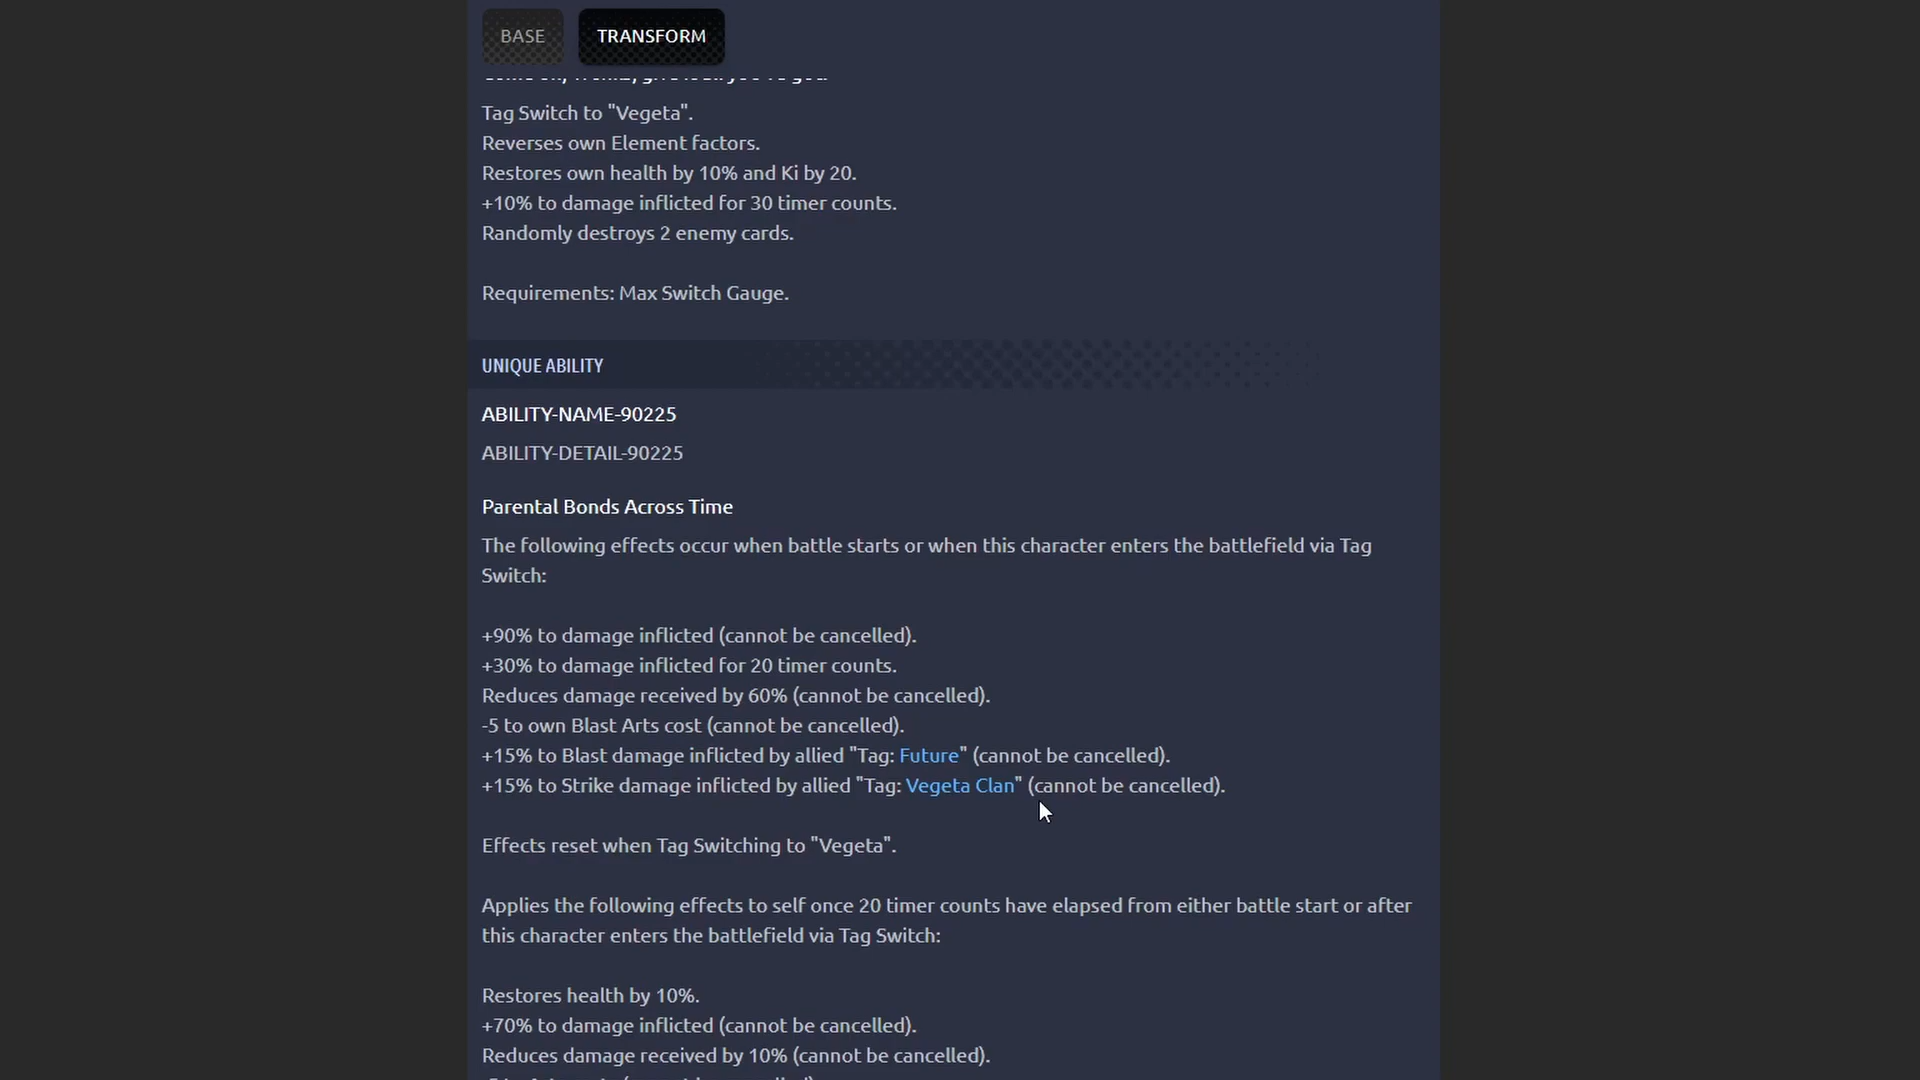 BASE
TRANSFORM
Tag Switch to "Vegeta".
Reverses own Element factors.
Restores own health by 10% and Ki by 20.
+10% to damage inflicted for 30 timer counts.
Randomly destroys 2 enemy cards.
Requirements: Max Switch Gauge.
UNIQUE ABILITY
ABILITY-NAME-90225
ABILITY-DETAIL-90225
Parental Bonds Across Time
The following effects occur when battle starts or when this character enters the battlefield via Tag
Switch:
+90% to damage inflicted (cannot be cancelled).
+30% to damage inflicted for 20 timer counts.
Reduces damage received by 60% (cannot be cancelled).
-5 to own Blast Arts cost (cannot be cancelled).
+15% to Blast damage inflicted by allied "Tag: Future" (cannot be cancelled).
+15% to Strike damage inflicted by allied "Tag: Vegeta Clan" (cannot be cancelled).
Effects reset when Tag Switching to "Vegeta".
Applies the following effects to self once 20 timer counts have elapsed from either battle start or after
this character enters the battlefield via Tag Switch:
Restores health by 10%.
+70% to damage inflicted (cannot be cancelled).
Reduces damage received by 10% (cannot be cancelled).